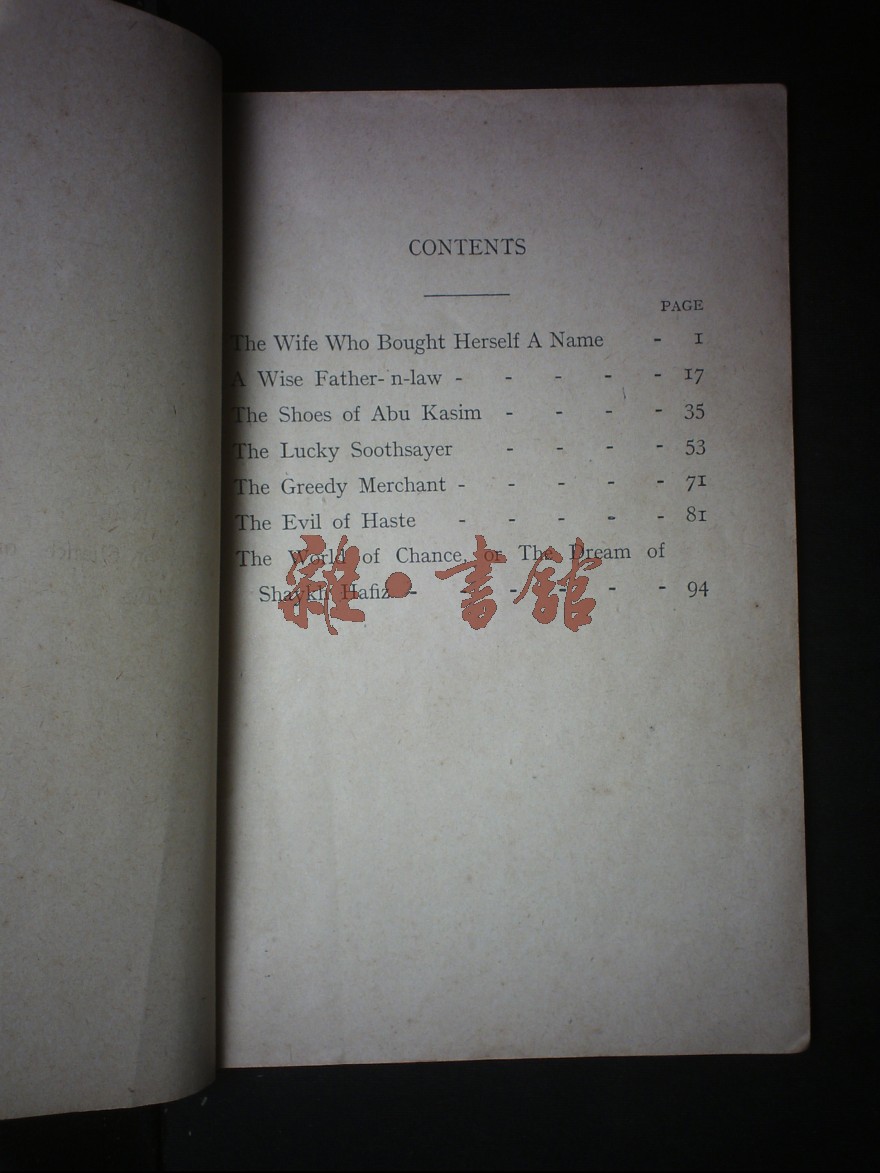 CONTENTS
PAGE
The Wife Who Bought Herself A Name - 1
A Wise Father- n-law - - - - - 17
The Shoes of Abu Kasim - - - - 35
The Lucky Soothsayer - - - - 53
The Greedy Merchant - - - - - 71
The Evil of Haste - - - - - 81
The World of Chance, or The Dream of
Shaykh Hafiz - - - - - 94
雜·書館